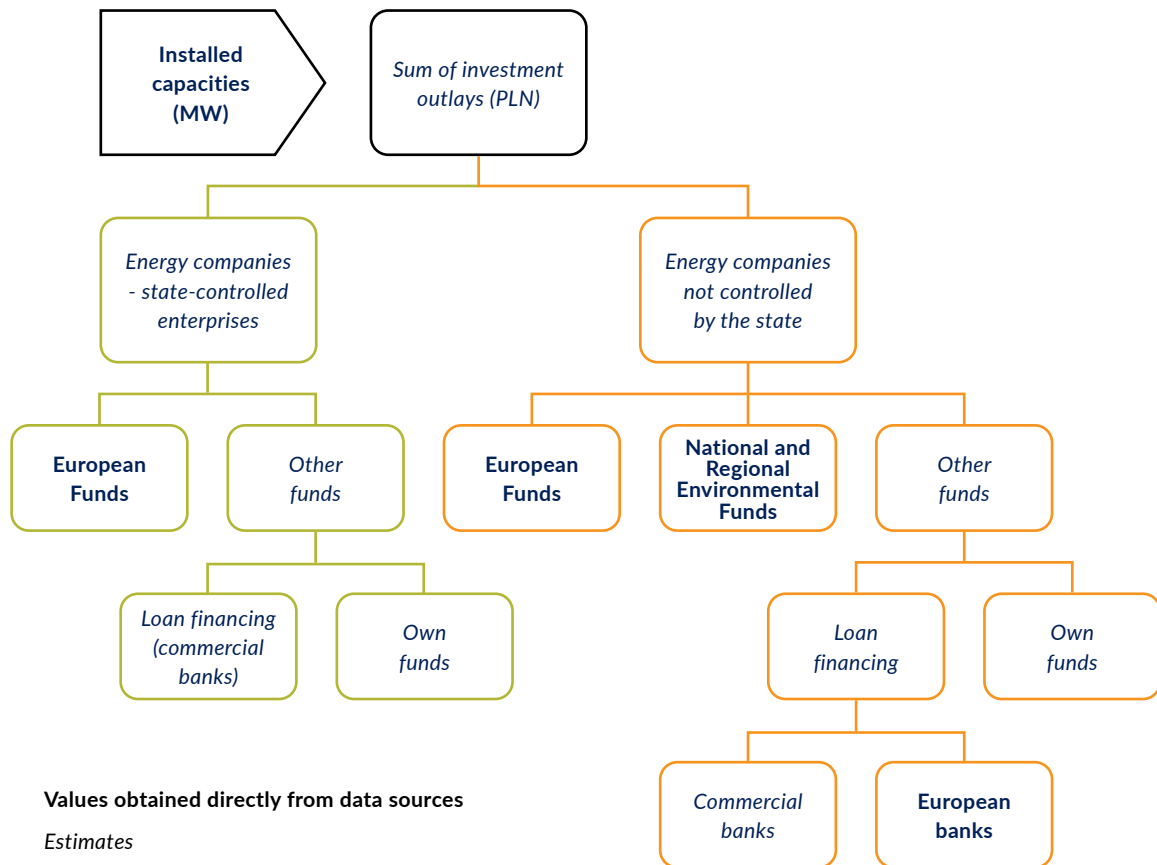 Installed
capacities
(MW)
Sum of investment
outlays (PLN)
Energy companies
- state-controlled
enterprises
Energy companies
not controlled
by the state
European
Funds
Other
funds
European
Funds
National and
Regional
Environmental
Funds
Other
funds
Loan financing
(commercial
banks)
Own
funds
Loan
financing
Own
funds
Commercial
banks
European
banks
Values obtained directly from data sources
Estimates